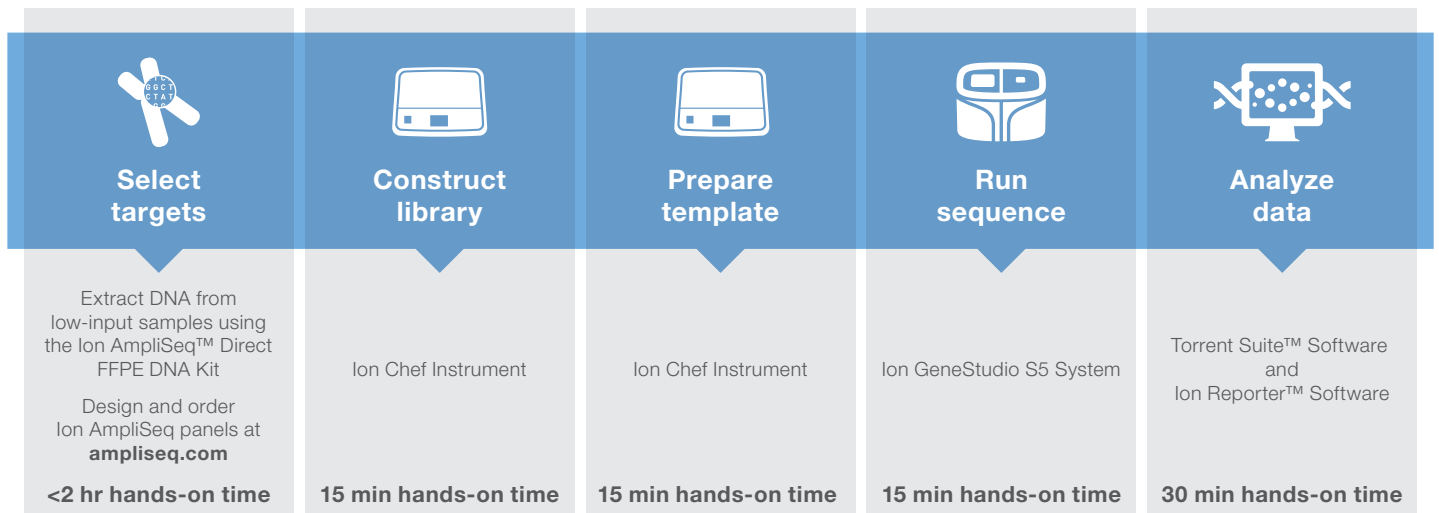 GGCT
CTAT
Select
targets
Extract DNA from
low-input samples using
the Ion AmpliSeq™ Direct
FFPE DNA Kit
Design and order
Ion AmpliSeq panels at
ampliseq.com
<2 hr hands-on time
Construct
library
Ion Chef Instrument
15 min hands-on time
Prepare
template
Ion Chef Instrument
15 min hands-on time
Run
sequence
Ion GeneStudio S5 System
15 min hands-on time
Analyze
data
Torrent Suite™ Software
and
Ion Reporter™ Software
30 min hands-on time